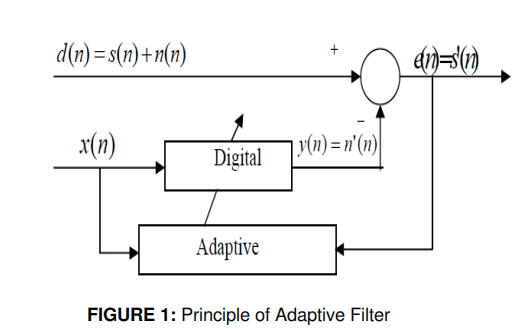 d(n)=s(n)+n(n)
+
e(n)=s'(n)
x(n)
Digital
y(n)=n'(n)
−
Adaptive
FIGURE 1: Principle of Adaptive Filter